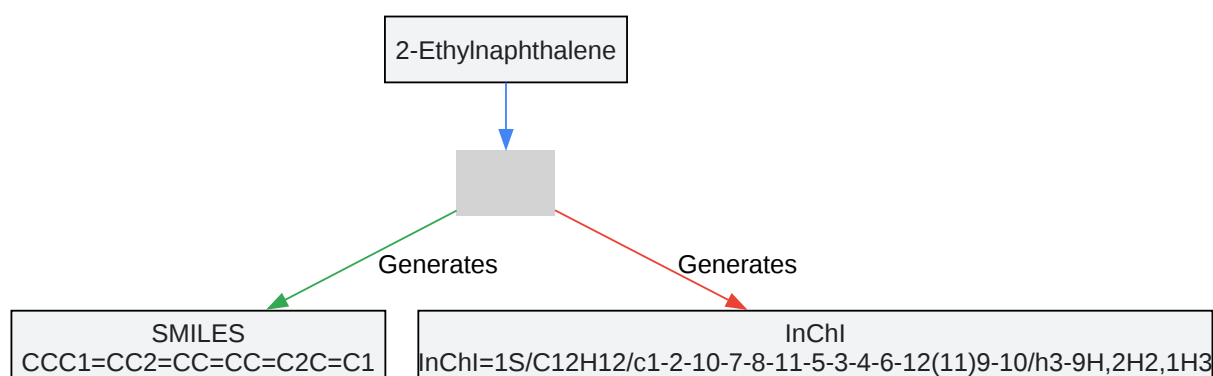 2-Ethylnaphthalene
Generates
Generates
SMILES
CCC1=CC2=CC=CC=C2C=C1
InChI
InChI=1S/C12H12/c1-2-10-7-8-11-5-3-4-6-12(11)9-10/h3-9H,2H2,1H3